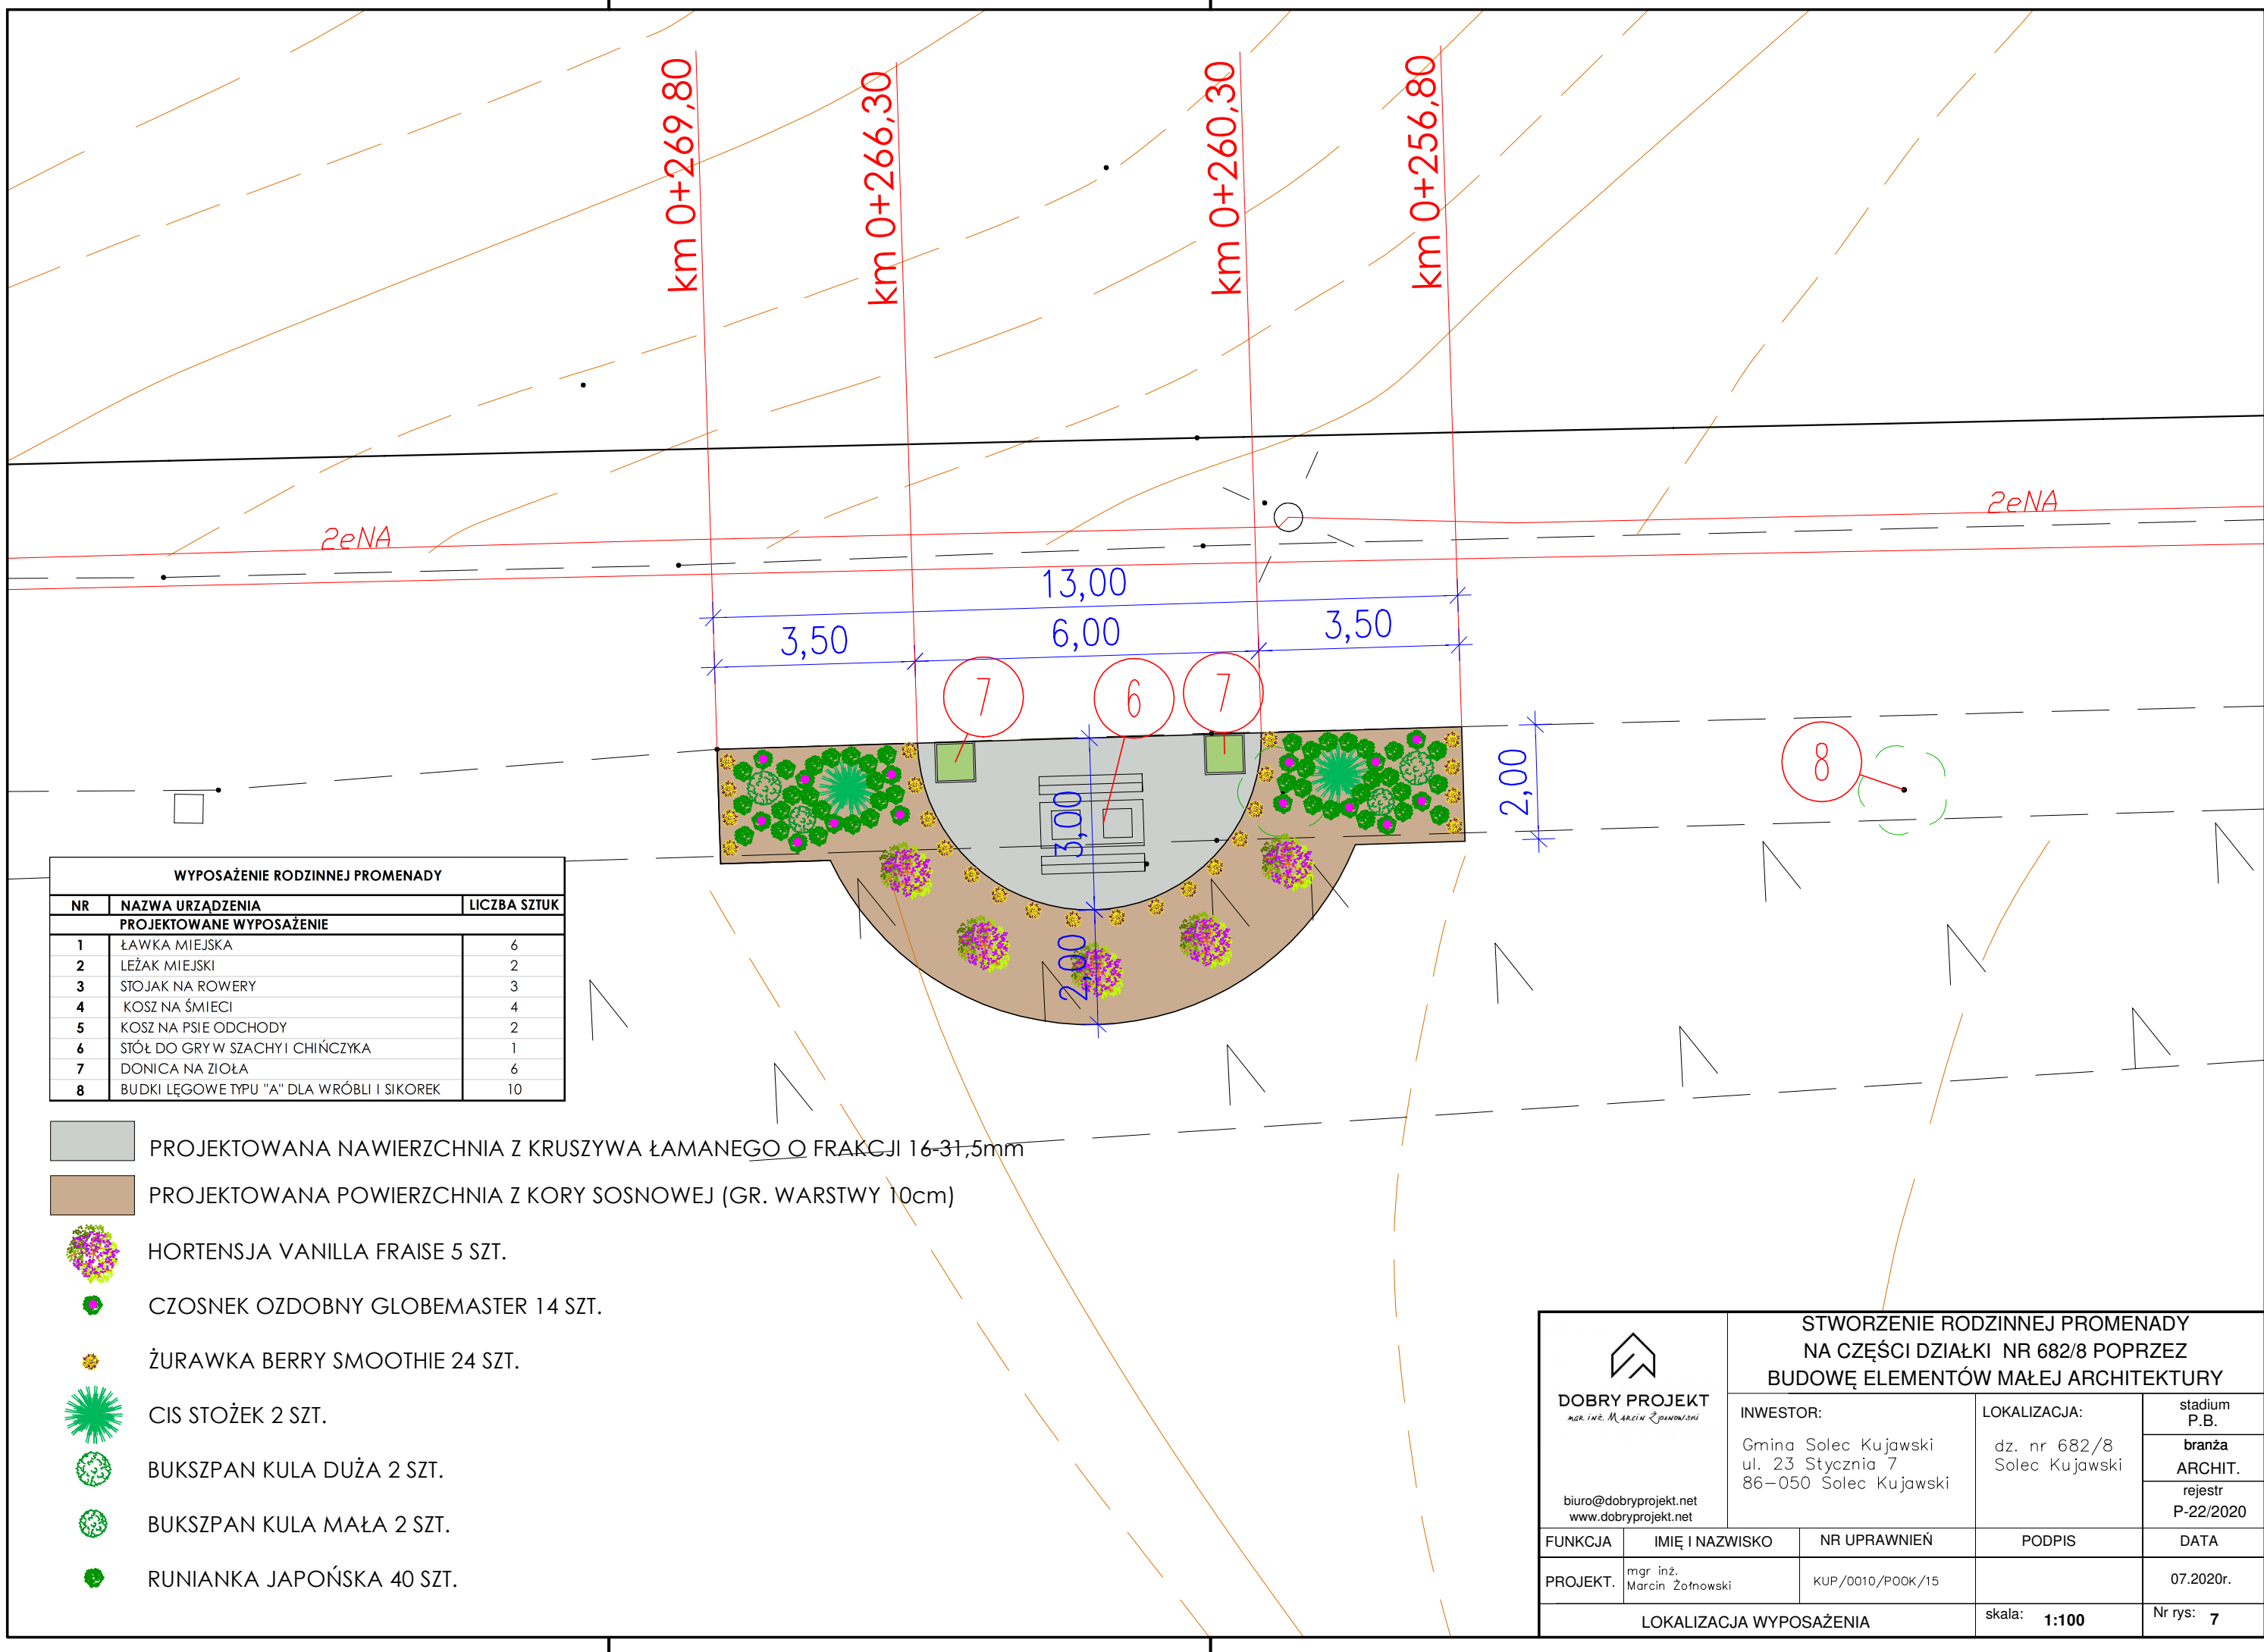 km 0+269,80
km 0+266,30
km 0+260,30
km 0+256,80
2eNA
2eNA
13,00
3,50
6,00
3,50
7
6
7
8
3,00
2,00
2,00
WYPOSAŻENIE RODZINNEJ PROMENADY
NR NAZWA URZĄDZENIA LICZBA SZTUK
PROJEKTOWANE WYPOSAŻENIE
1 ŁAWKA MIEJSKA 6
2 LEŻAK MIEJSKI 2
3 STOJAK NA ROWERY 3
4 KOSZ NA ŚMIECI 4
5 KOSZ NA PSIE ODCHODY 2
6 STÓŁ DO GRY W SZACHY I CHIŃCZYKA 1
7 DONICA NA ZIOŁA 6
8 BUDKI LĘGOWE TYPU "A" DLA WRÓBLI I SIKOREK 10
PROJEKTOWANA NAWIERZCHNIA Z KRUSZYWA ŁAMANEGO O FRAKCJI 16-31,5mm
PROJEKTOWANA POWIERZCHNIA Z KORY SOSNOWEJ (GR. WARSTWY 10cm)
HORTENSJA VANILLA FRAISE 5 SZT.
CZOSNEK OZDOBNY GLOBEMASTER 14 SZT.
ŻURAWKA BERRY SMOOTHIE 24 SZT.
CIS STOŻEK 2 SZT.
BUKSZPAN KULA DUŻA 2 SZT.
BUKSZPAN KULA MAŁA 2 SZT.
RUNIANKA JAPOŃSKA 40 SZT.
DOBRY PROJEKT
mgr inż. Marcin Żołnowski
biuro@dobryprojekt.net
www.dobryprojekt.net
STWORZENIE RODZINNEJ PROMENADY
NA CZĘŚCI DZIAŁKI NR 682/8 POPRZEZ
BUDOWĘ ELEMENTÓW MAŁEJ ARCHITEKTURY
INWESTOR:
Gmina Solec Kujawski
ul. 23 Stycznia 7
86-050 Solec Kujawski
LOKALIZACJA:
dz. nr 682/8
Solec Kujawski
stadium
P.B.
branża
ARCHIT.
rejestr
P-22/2020
FUNKCJA IMIĘ I NAZWISKO NR UPRAWNIEŃ PODPIS DATA
PROJEKT. mgr inż.
Marcin Żołnowski KUP/0010/POOK/15 07.2020r.
LOKALIZACJA WYPOSAŻENIA skala: 1:100 Nr rys: 7